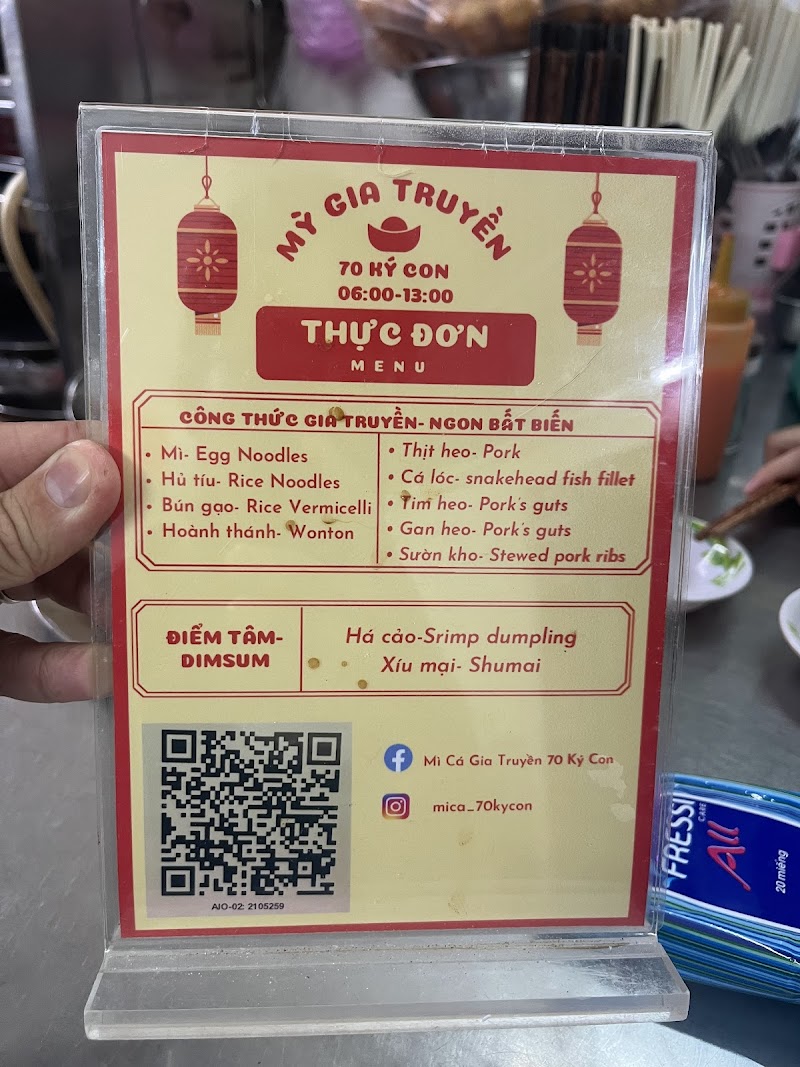 MỲ GIA TRUYỀN
70 KÝ CON
06:00-13:00
THỰC ĐƠN
MENU
CÔNG THỨC GIA TRUYỀN- NGON BẤT BIẾN
• Mì- Egg Noodles
• Hủ tíu- Rice Noodles
• Bún gạo- Rice Vermicelli
• Hoành thánh- Wonton
• Thịt heo- Pork
• Cá lóc- snakehead fish fillet
• Tim heo- Pork's guts
• Gan heo- Pork's guts
• Sườn kho- Stewed pork ribs
ĐIỂM TÂM-
DIMSUM
Há cảo-Srimp dumpling
Xíu mại- Shumai
Mì Cá Gia Truyền 70 Ký Con
mica_70kycon
AIO-02: 2105259
FRESSI
CARE
All
20 miếng